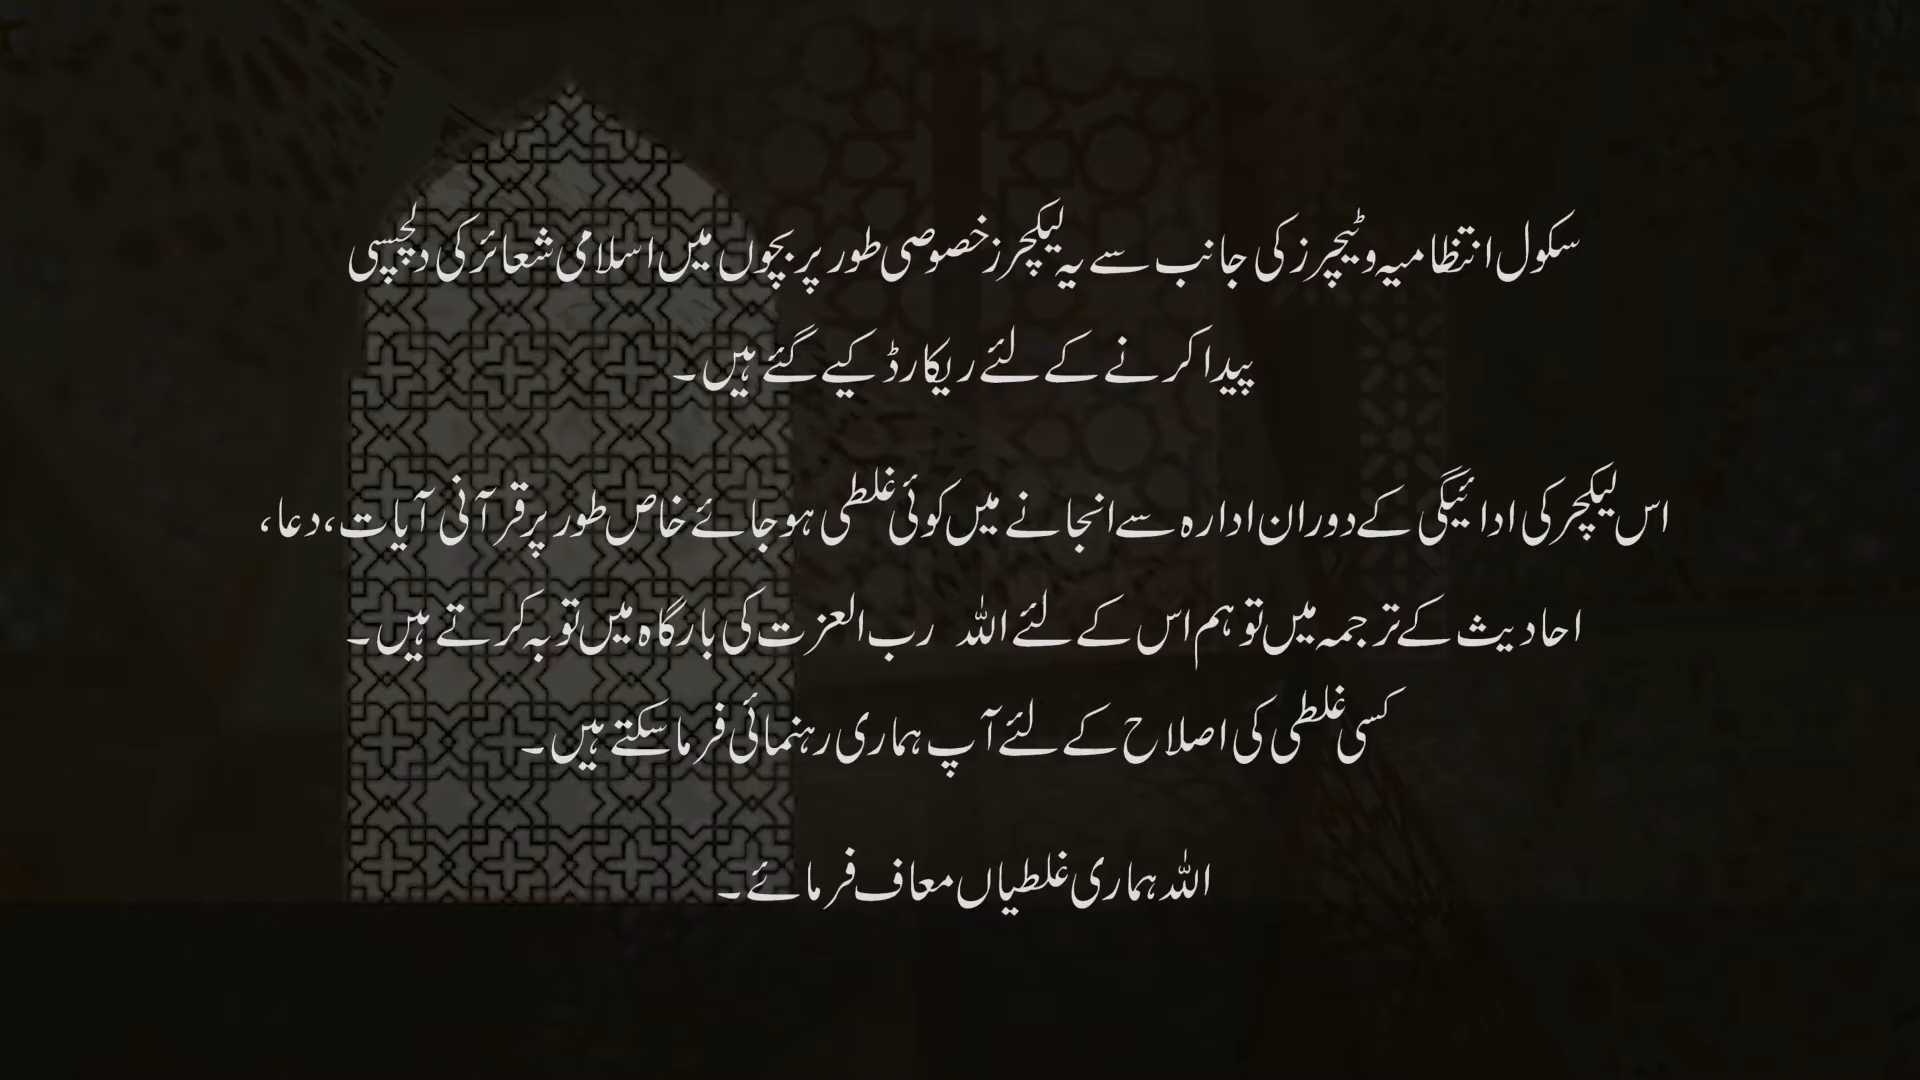 سکول انتظامیہ و ٹیچرز کی جانب سے یہ لیکچرز خصوصی طور پر بچوں میں اسلامی شعائر کی دلچسپی
پیدا کرنے کے لئے ریکارڈ کیے گئے ہیں۔
اس لیکچر کی ادائیگی کے دوران ادارہ سے انجانے میں کوئی غلطی ہو جائے خاص طور پر قرآنی آیات، دعا،
احادیث کے ترجمہ میں تو ہم اس کے لئے اللہ رب العزت کی بارگاہ میں توبہ کرتے ہیں۔
کسی غلطی کی اصلاح کے لئے آپ ہماری رہنمائی فرما سکتے ہیں۔
اللہ ہماری غلطیاں معاف فرمائے۔